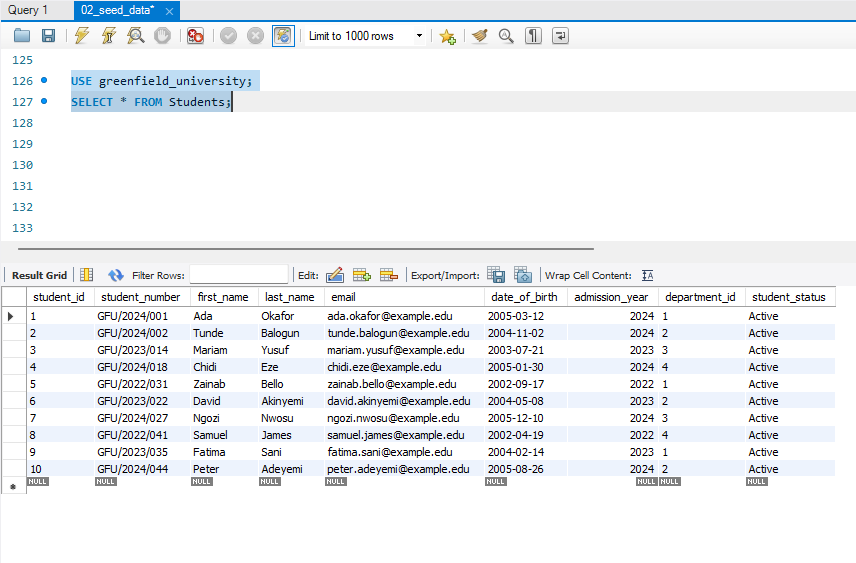 Query 1 02_seed_data*
Limit to 1000 rows
125
126 USE greenfield_university;
127 SELECT * FROM Students;
128
129
130
131
132
133
Result Grid Filter Rows: Edit: Export/Import: Wrap Cell Content: IA
student_id student_number first_name last_name email date_of_birth admission_year department_id student_status
1 GFU/2024/001 Ada Okafor ada.okafor@example.edu 2005-03-12 2024 1 Active
2 GFU/2024/002 Tunde Balogun tunde.balogun@example.edu 2004-11-02 2024 2 Active
3 GFU/2023/014 Mariam Yusuf mariam.yusuf@example.edu 2003-07-21 2023 3 Active
4 GFU/2024/018 Chidi Eze chidi.eze@example.edu 2005-01-30 2024 4 Active
5 GFU/2022/031 Zainab Bello zainab.bello@example.edu 2002-09-17 2022 1 Active
6 GFU/2023/022 David Akinyemi david.akinyemi@example.edu 2004-05-08 2023 2 Active
7 GFU/2024/027 Ngozi Nwosu ngozi.nwosu@example.edu 2005-12-10 2024 3 Active
8 GFU/2022/041 Samuel James samuel.james@example.edu 2002-04-19 2022 4 Active
9 GFU/2023/035 Fatima Sani fatima.sani@example.edu 2004-02-14 2023 1 Active
10 GFU/2024/044 Peter Adeyemi peter.adeyemi@example.edu 2005-08-26 2024 2 Active
NULL NULL NULL NULL NULL NULL NULL NULL NULL